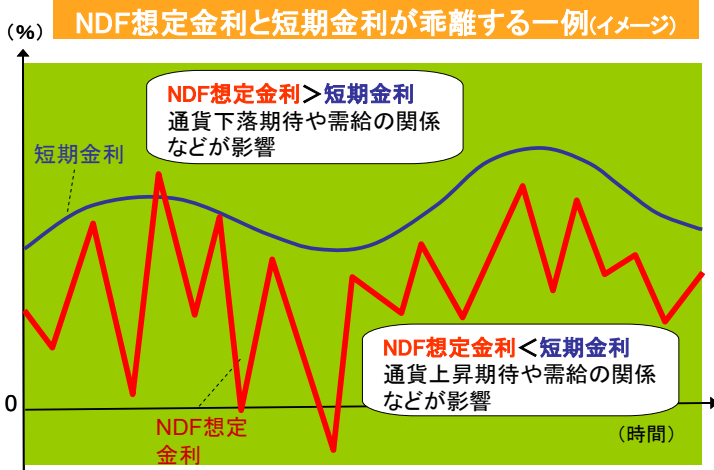 NDF想定金利と短期金利が乖離する一例(イメージ)
(%)
NDF想定金利>短期金利
通貨下落期待や需給の関係
などが影響
短期金利
NDF想定金利<短期金利
通貨上昇期待や需給の関係
などが影響
0
NDF想定
金利
(時間)